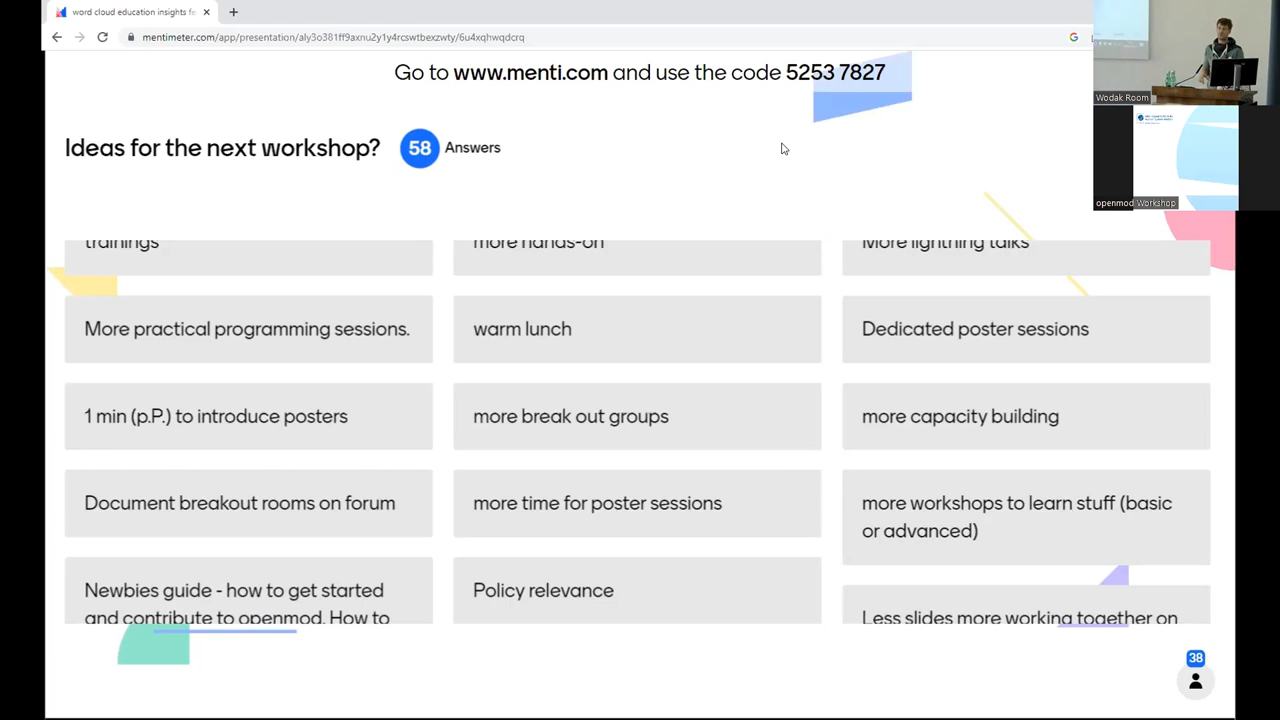 word cloud education insights fe
mentimeter.com/app/presentation/aly3o381ff9axnu2y1y4rcswtbexzwty/6u4xqhwqdcrq
Go to www.menti.com and use the code 5253 7827
Wodak Room
openmod Workshop
Ideas for the next workshop?
58 Answers
trainings
more hands-on
More lightning talks
More practical programming sessions.
warm lunch
Dedicated poster sessions
1 min (p.P.) to introduce posters
more break out groups
more capacity building
Document breakout rooms on forum
more time for poster sessions
more workshops to learn stuff (basic
or advanced)
Newbies guide - how to get started
and contribute to openmod. How to
Policy relevance
Less slides more working together on
38